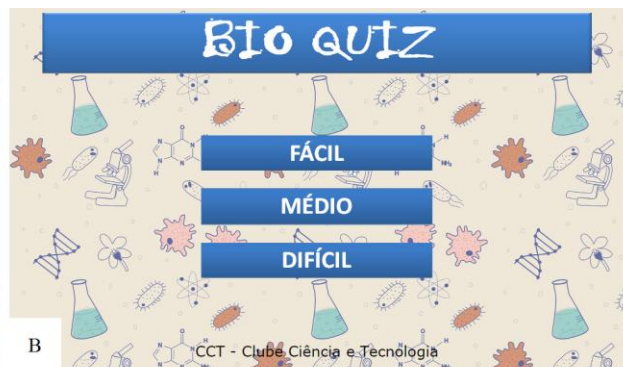 BIO QUIZ
FÁCIL
MÉDIO
DIFÍCIL
B
CCT - Clube Ciência e Tecnologia